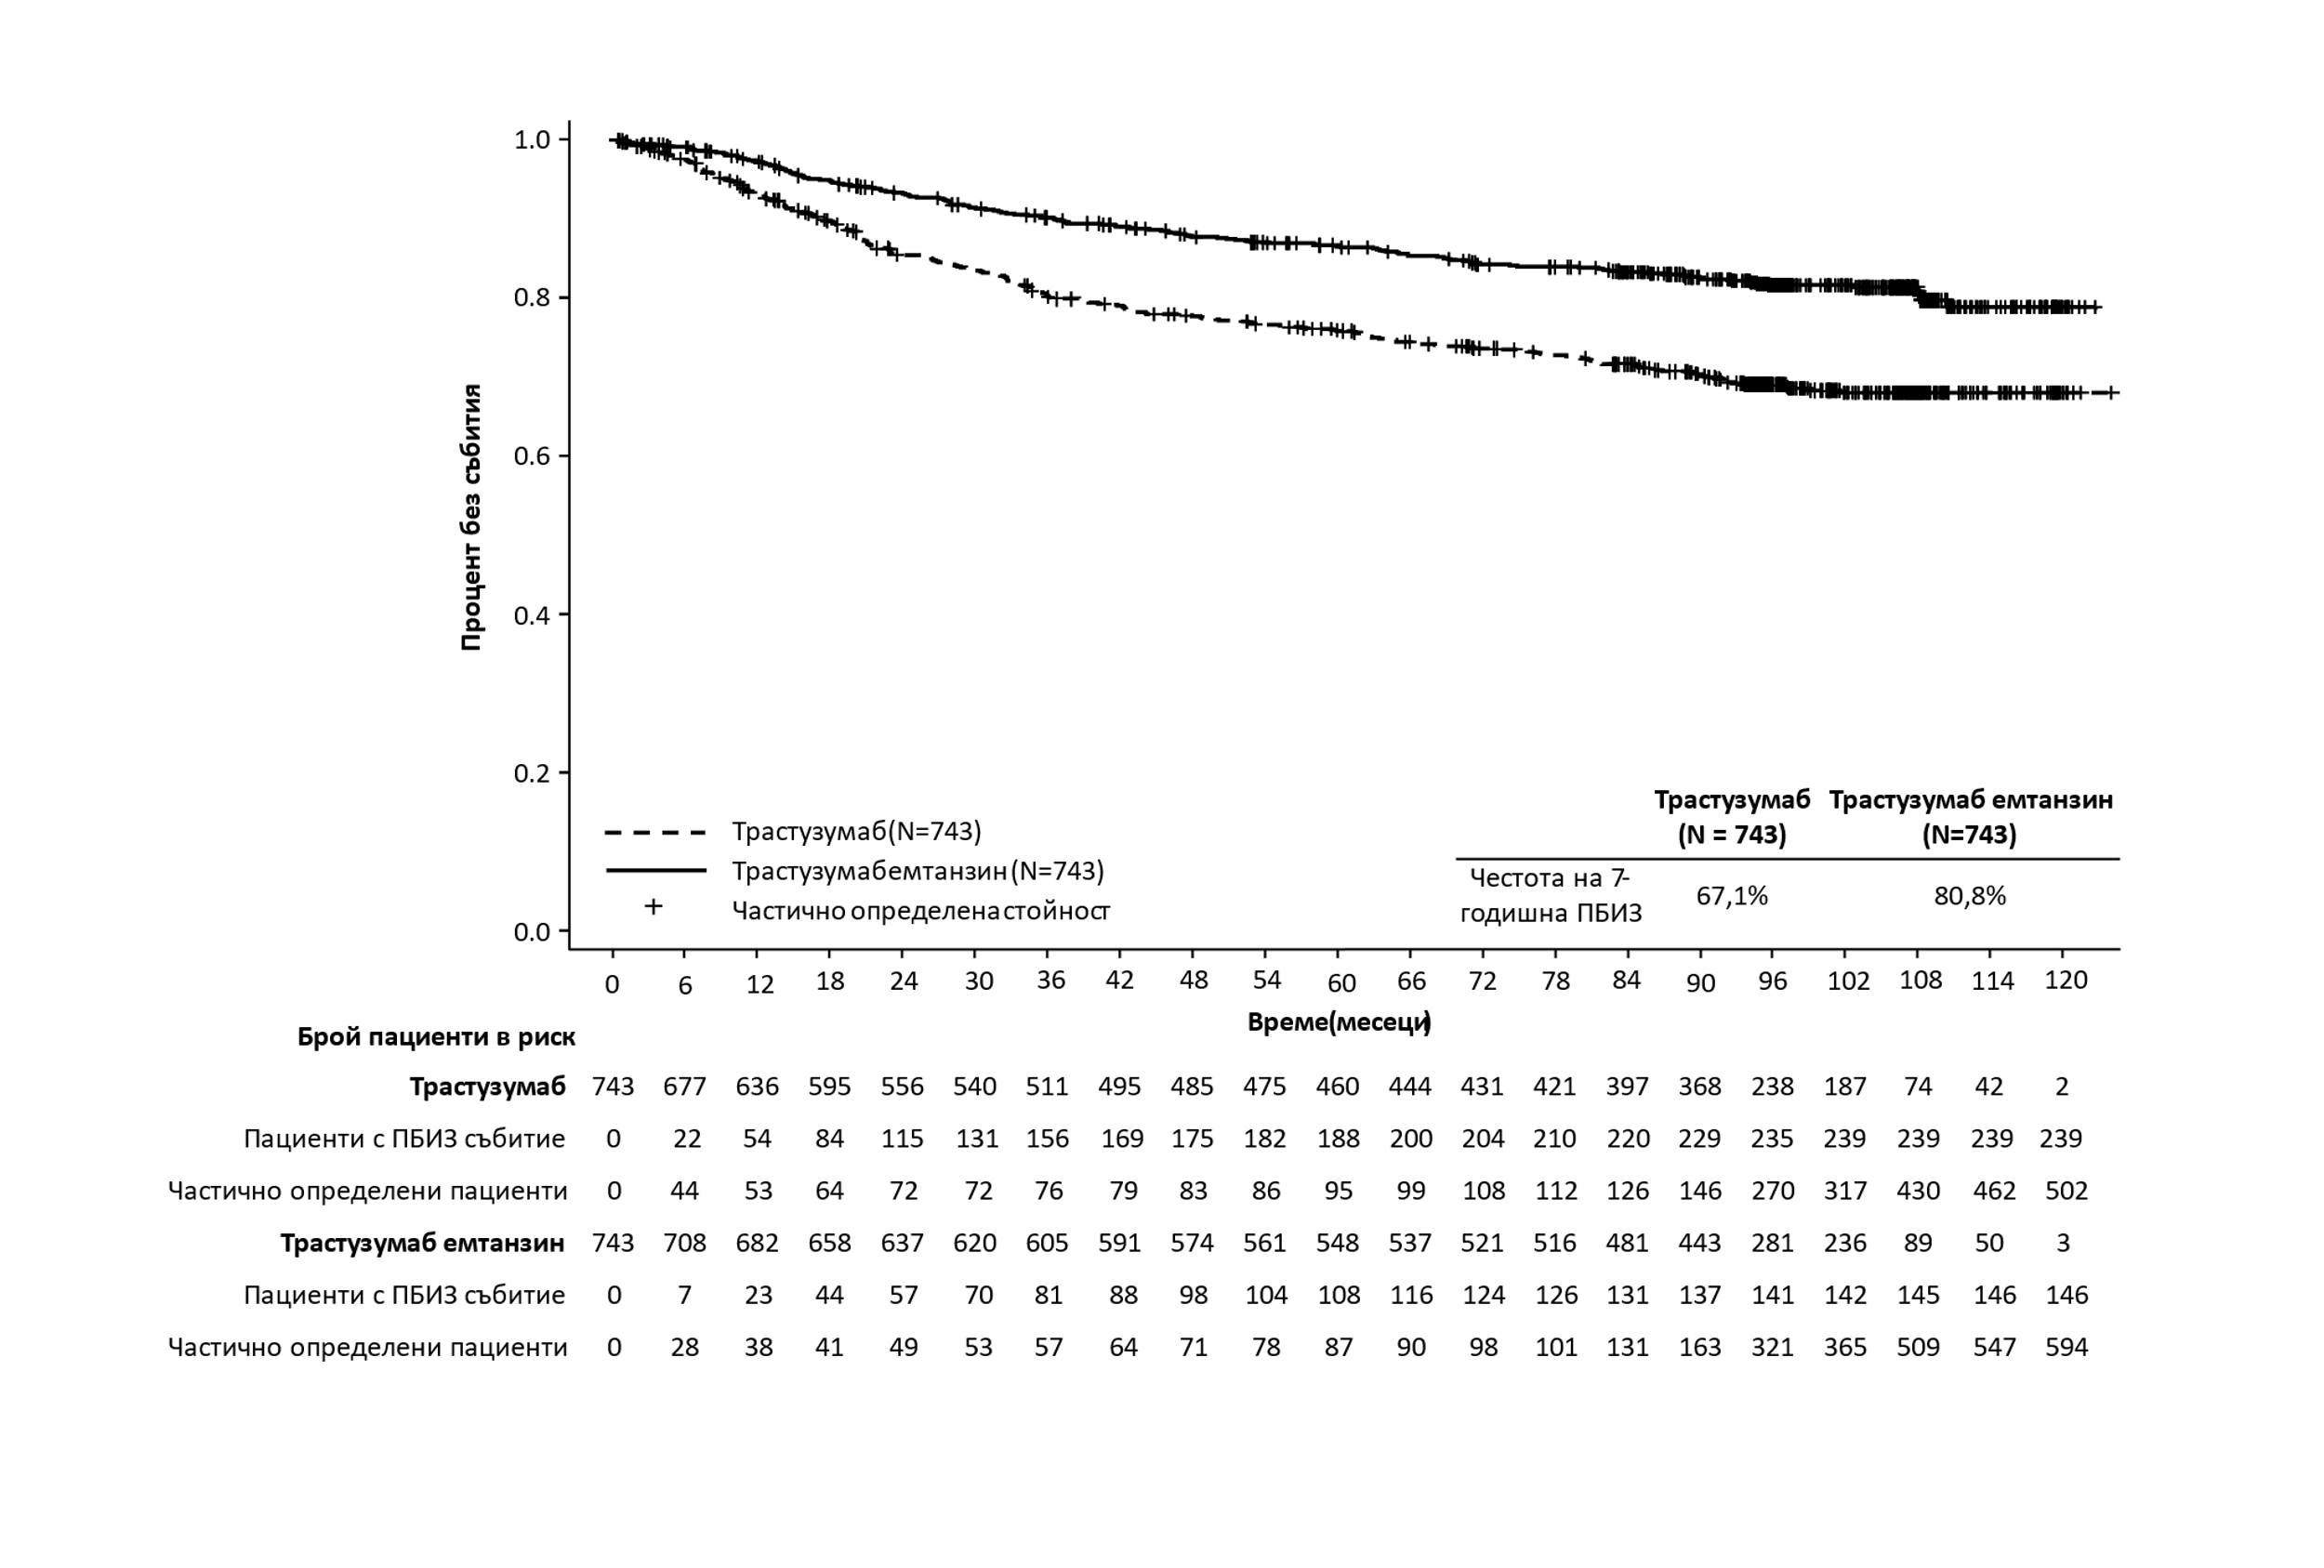 1.0
0.8
0.6
0.4
0.2
0.0
Процент без събития
Трастузумаб(N=743)
Трастузумабемтанзин(N=743)
+ Частично определенастойност
Трастузумаб Трастузумаб емтанзин
(N = 743) (N=743)
Честота на 7-
годишна ПБИЗ 67,1% 80,8%
0 6 12 18 24 30 36 42 48 54 60 66 72 78 84 90 96 102 108 114 120
Време(месеци)
Брой пациенти в риск
Трастузумаб 743 677 636 595 556 540 511 495 485 475 460 444 431 421 397 368 238 187 74 42 2
Пациенти с ПБИЗ събитие 0 22 54 84 115 131 156 169 175 182 188 200 204 210 220 229 235 239 239 239 239
Частично определени пациенти 0 44 53 64 72 72 76 79 83 86 95 99 108 112 126 146 270 317 430 462 502
Трастузумаб емтанзин 743 708 682 658 637 620 605 591 574 561 548 537 521 516 481 443 281 236 89 50 3
Пациенти с ПБИЗ събитие 0 7 23 44 57 70 81 88 98 104 108 116 124 126 131 137 141 142 145 146 146
Частично определени пациенти 0 28 38 41 49 53 57 64 71 78 87 90 98 101 131 163 321 365 509 547 594